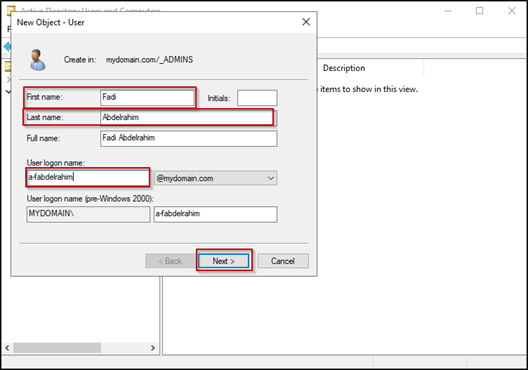 Active Directory Users and Computers
New Object - User
Create in: mydomain.com/_ADMINS
First name: Fadi Initials:
Last name: Abdelrahim
Full name: Fadi Abdelrahim
User logon name:
a-fabdelrahim @mydomain.com
User logon name (pre-Windows 2000):
MYDOMAIN\ a-fabdelrahim
< Back Next > Cancel
Description
items to show in this view.